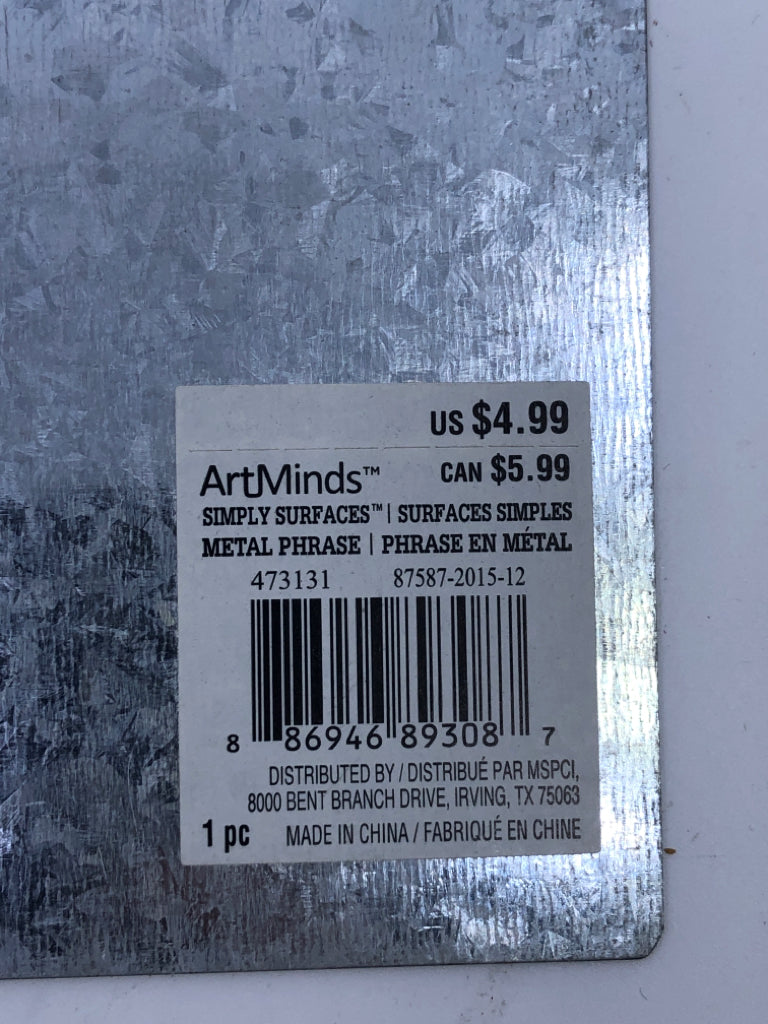 US $4.99
ArtMinds™ CAN $5.99
SIMPLY SURFACES™ | SURFACES SIMPLES
METAL PHRASE | PHRASE EN MÉTAL
473131 87587-2015-12
8 86946 89308 7
DISTRIBUTED BY / DISTRIBUÉ PAR MSPCI,
8000 BENT BRANCH DRIVE, IRVING, TX 75063
1 pc MADE IN CHINA / FABRIQUÉ EN CHINE